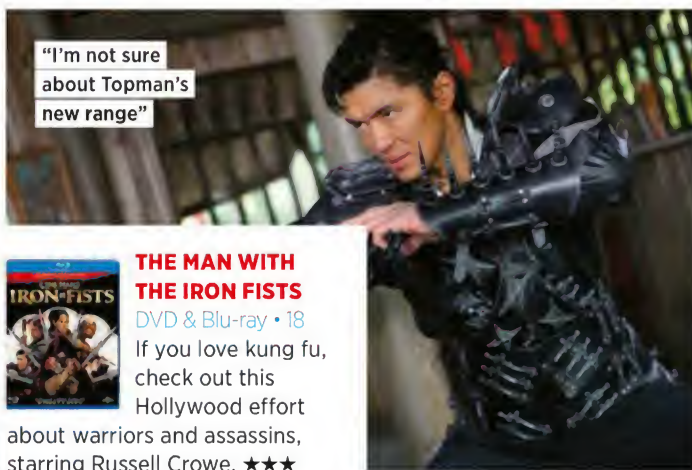 “I’m not sure
about Topman’s
new range”
THE MAN WITH
THE IRON FISTS
DVD & Blu-ray • 18
If you love kung fu,
check out this
Hollywood effort
about warriors and assassins,
starring Russell Crowe. ★★★
IRON FISTS